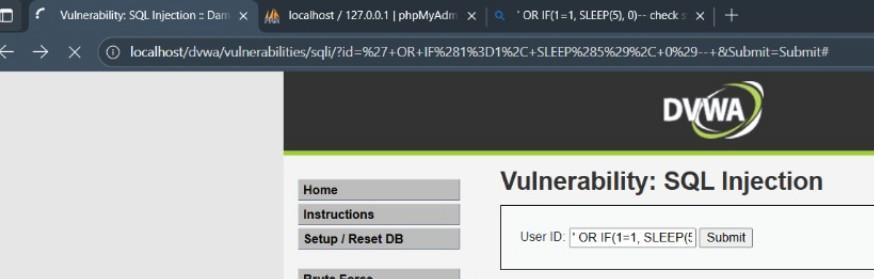 Vulnerability: SQL Injection :: Dam
localhost / 127.0.0.1 | phpMyAdm
' OR IF(1=1, SLEEP(5), 0)-- check s
localhost/dvwa/vulnerabilities/sqli/?id=%27+OR+IF%281%3D1%2C+SLEEP%285%29%2C+0%29--+&Submit=Submit#
DVWA
Vulnerability: SQL Injection
Home
Instructions
Setup / Reset DB
User ID: ' OR IF(1=1, SLEEP(5 Submit
Brute Force